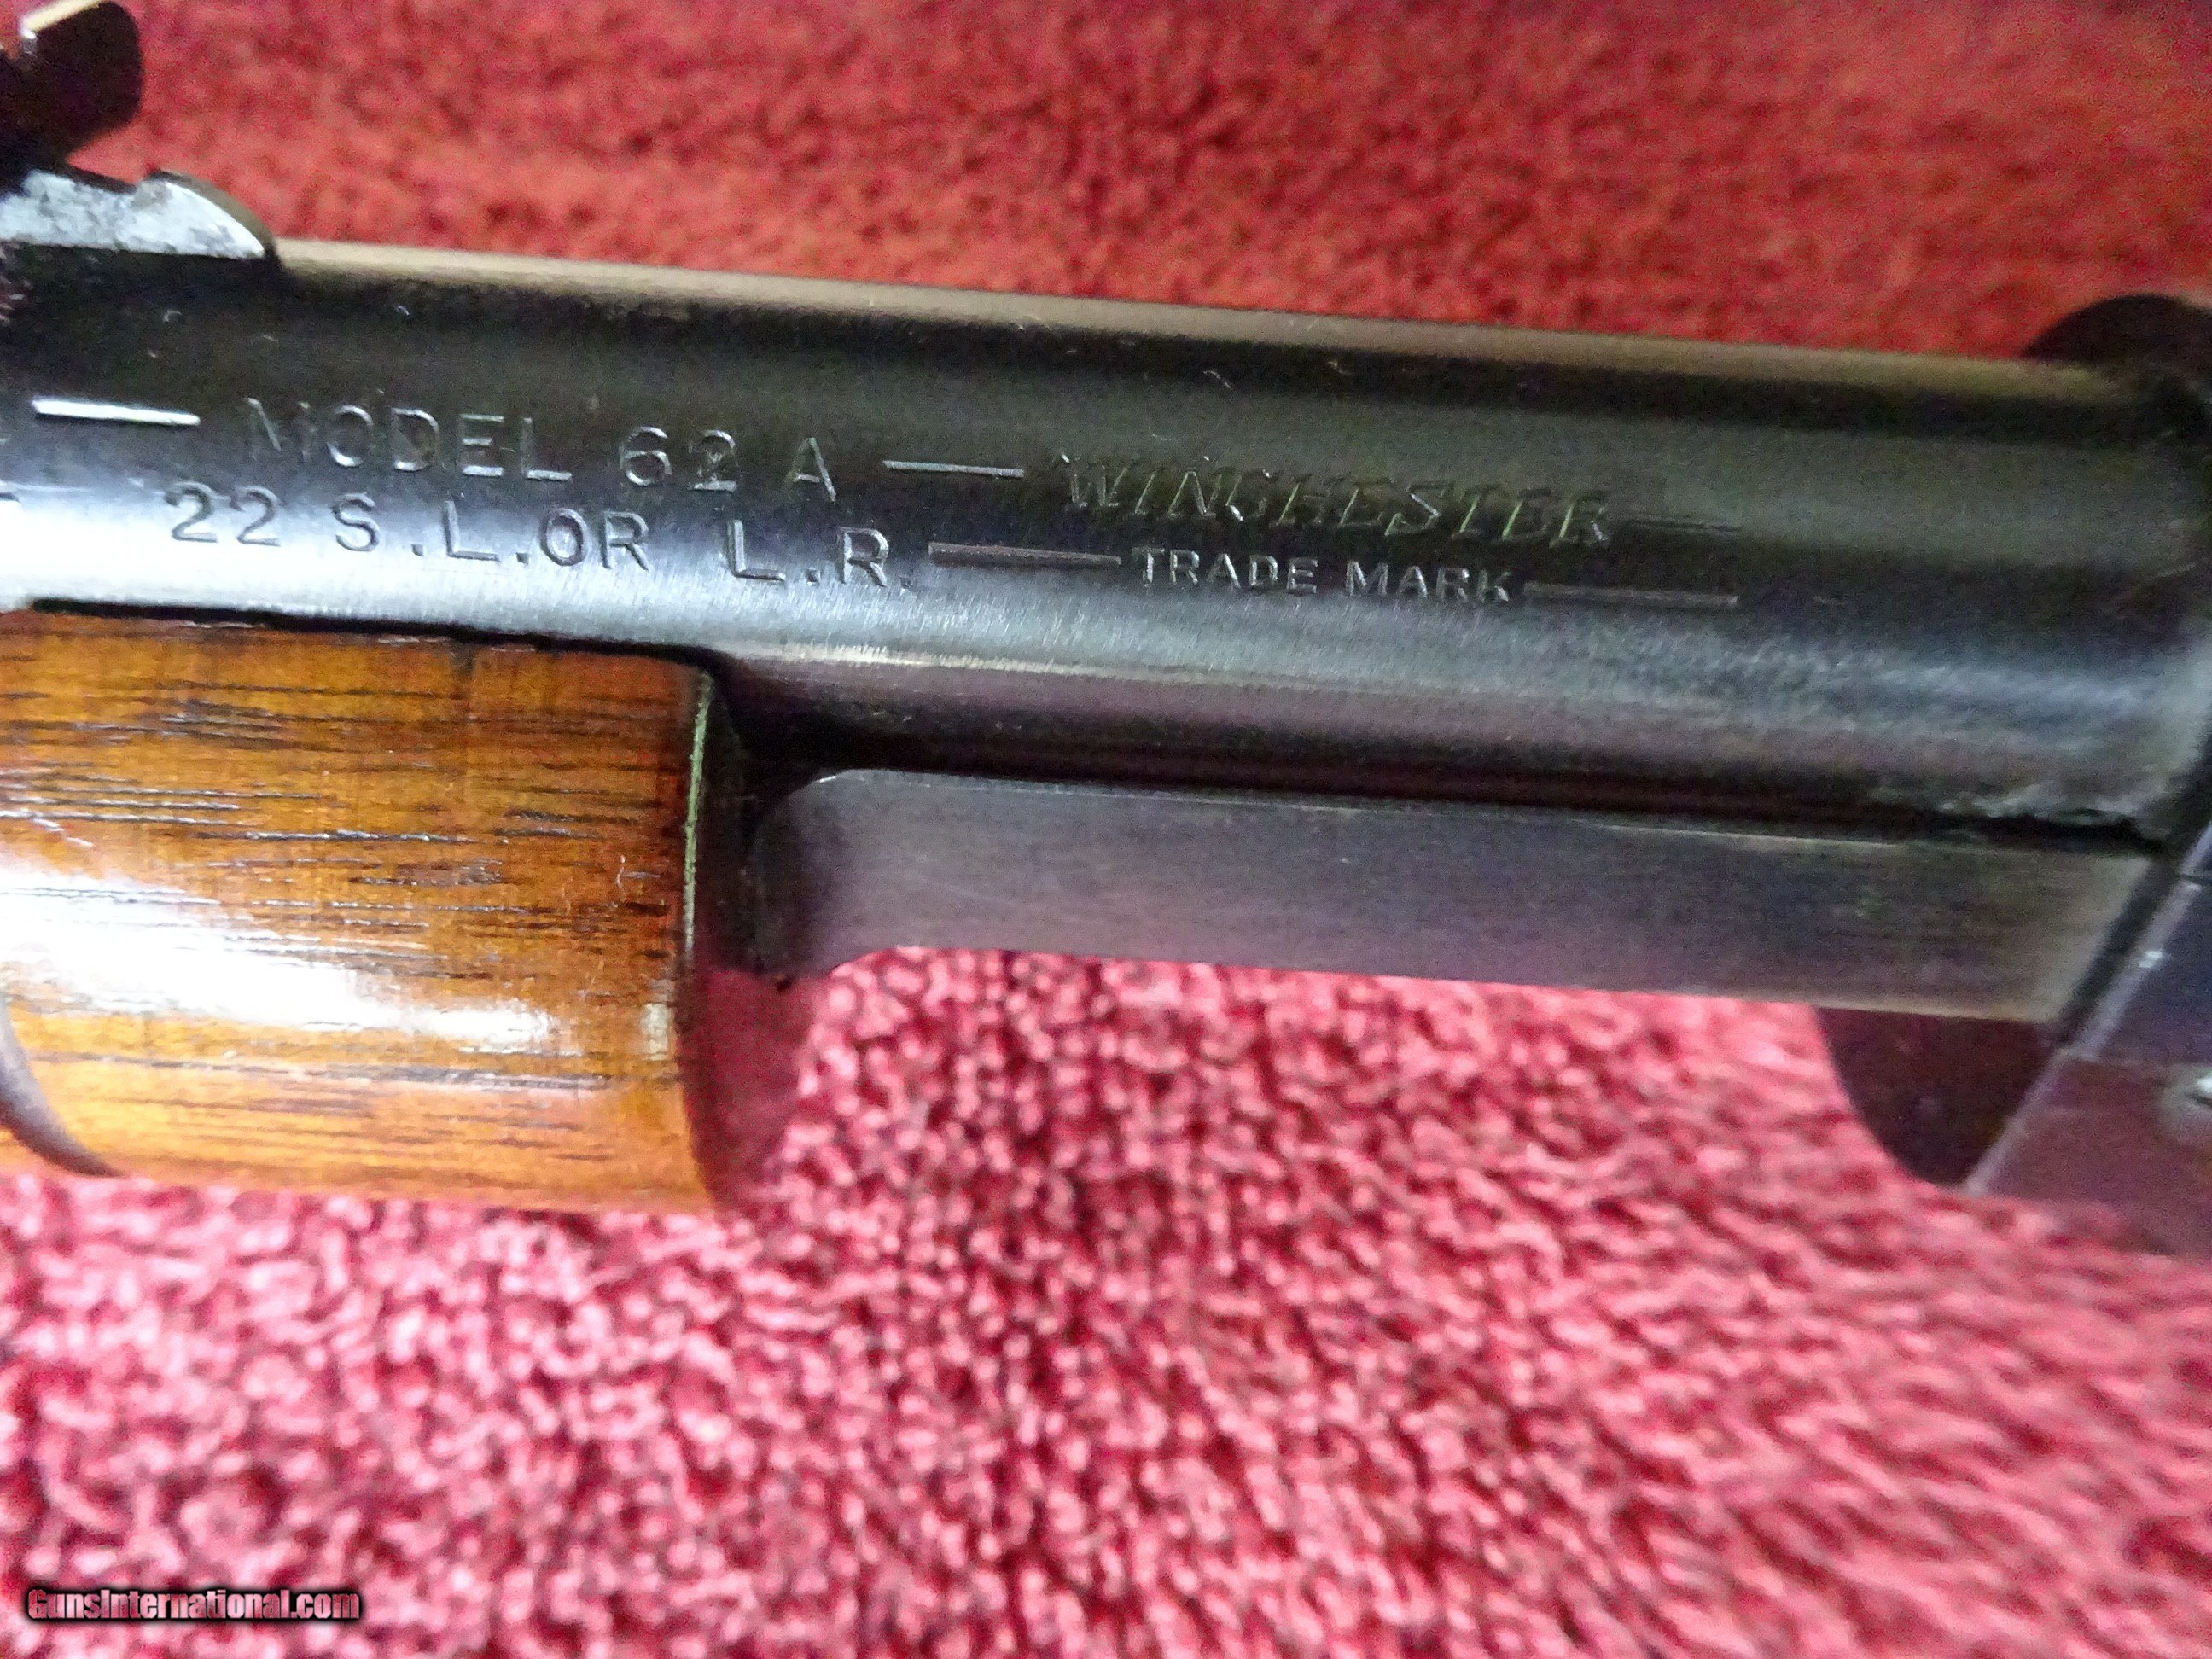 — MODEL 62 A — WINCHESTER —
22 S.L.OR L.R. — TRADE MARK —
GunsInternational.com